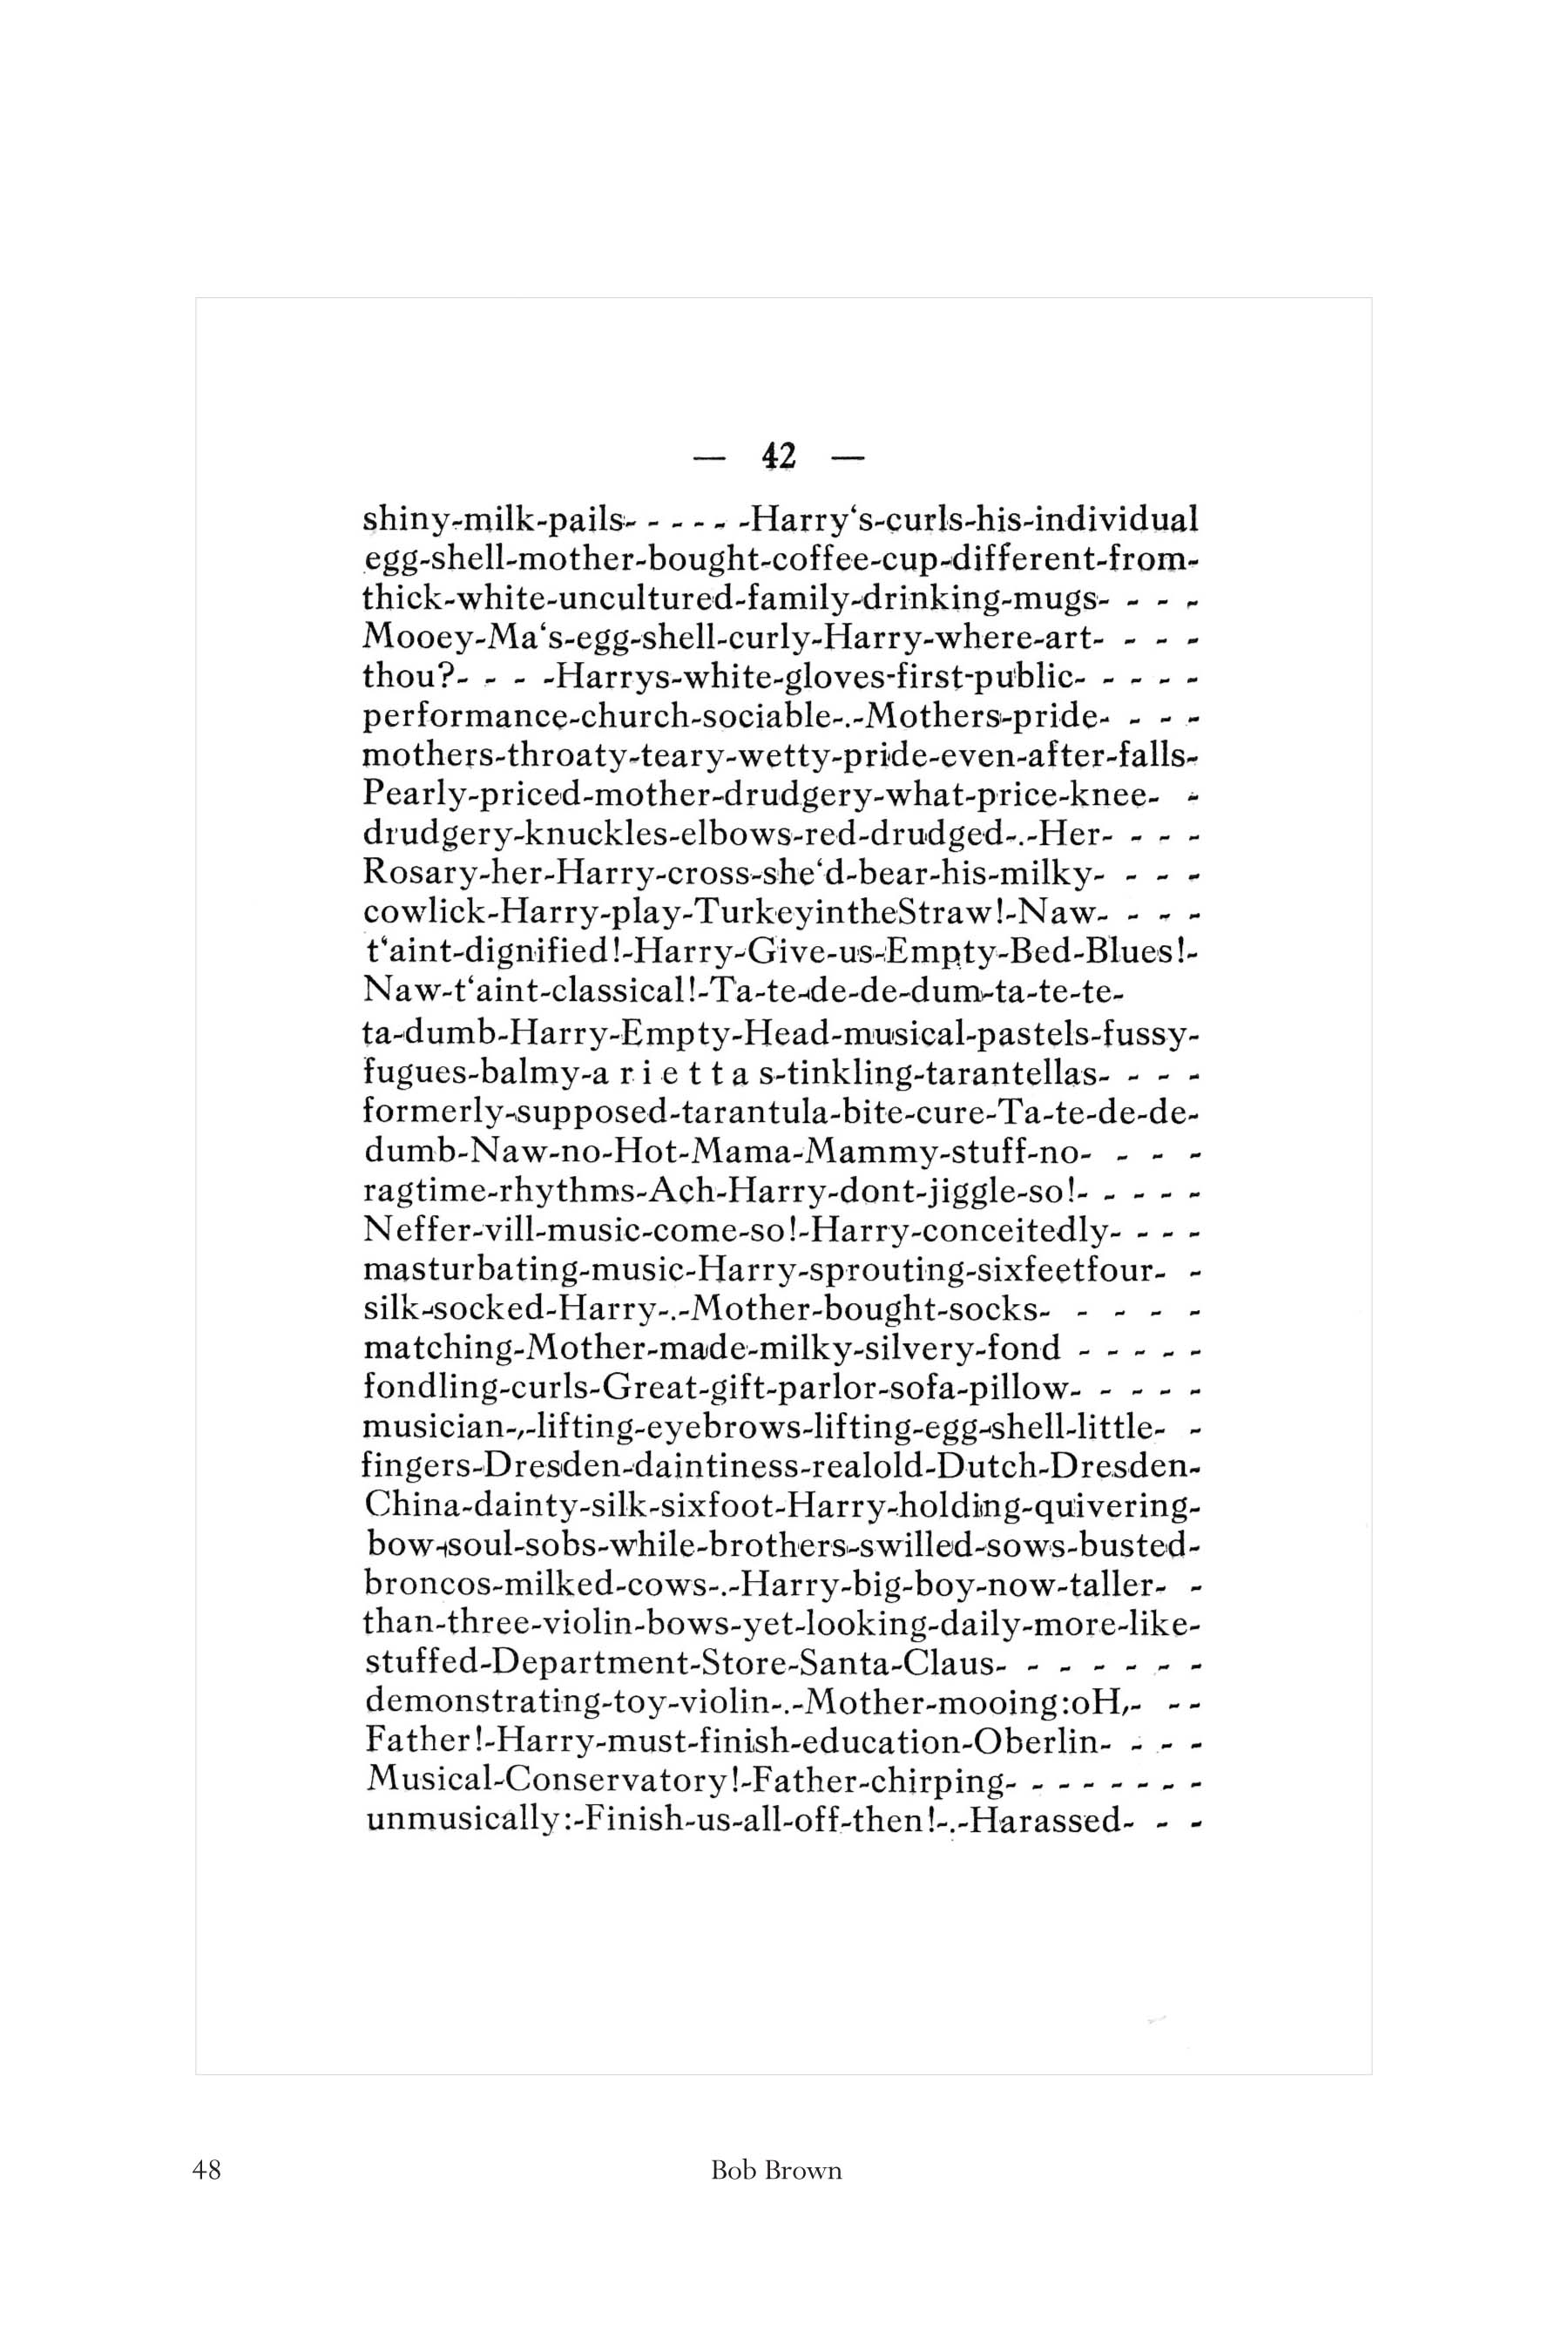 — 42 —
shiny-milk-pails- - - - - -Harry‘s-curls-his-individual
egg-shell-mother-bought-coffee-cup-different-from-
thick-white-uncultured-family-drinking-mugs- - - -
Mooey-Ma‘s-egg-shell-curly-Harry-where-art- - - -
thou?- - - -Harrys-white-gloves-first-public- - - - -
performance-church-sociable-.-Mothers-pride- - - -
mothers-throaty-teary-wetty-pride-even-after-falls-
Pearly-priced-mother-drudgery-what-price-knee- -
drudgery-knuckles-elbows-red-drudged-.-Her- - - -
Rosary-her-Harry-cross-she‘d-bear-his-milky- - - -
cowlick-Harry-play-TurkeyintheStraw!-Naw- - - -
t‘aint-dignified!-Harry-Give-us-Empty-Bed-Blues!-
Naw-t‘aint-classical!-Ta-te-de-de-dum-ta-te-te-
ta-dumb-Harry-Empty-Head-musical-pastels-fussy-
fugues-balmy-a r i e t t a s-tinkling-tarantellas- - - -
formerly-supposed-tarantula-bite-cure-Ta-te-de-de-
dumb-Naw-no-Hot-Mama-Mammy-stuff-no- - - -
ragtime-rhythms-Ach-Harry-dont-jiggle-so!- - - - -
Neffer-vill-music-come-so!-Harry-conceitedly- - - -
masturbating-music-Harry-sprouting-sixfeetfour- -
silk-socked-Harry-.-Mother-bought-socks- - - - -
matching-Mother-made-milky-silvery-fond - - - - -
fondling-curls-Great-gift-parlor-sofa-pillow- - - - -
musician-,-lifting-eyebrows-lifting-egg-shell-little- -
fingers-Dresden-daintiness-realold-Dutch-Dresden-
China-dainty-silk-sixfoot-Harry-holding-quivering-
bow-soul-sobs-while-brothers-swilled-sows-busted-
broncos-milked-cows-.-Harry-big-boy-now-taller- -
than-three-violin-bows-yet-looking-daily-more-like-
stuffed-Department-Store-Santa-Claus- - - - - - -
demonstrating-toy-violin-.-Mother-mooing:oH,- - -
Father!-Harry-must-finish-education-Oberlin- - - -
Musical-Conservatory!-Father-chirping- - - - - - - -
unmusically:-Finish-us-all-off-then!-.-Harassed- - -
48 Bob Brown